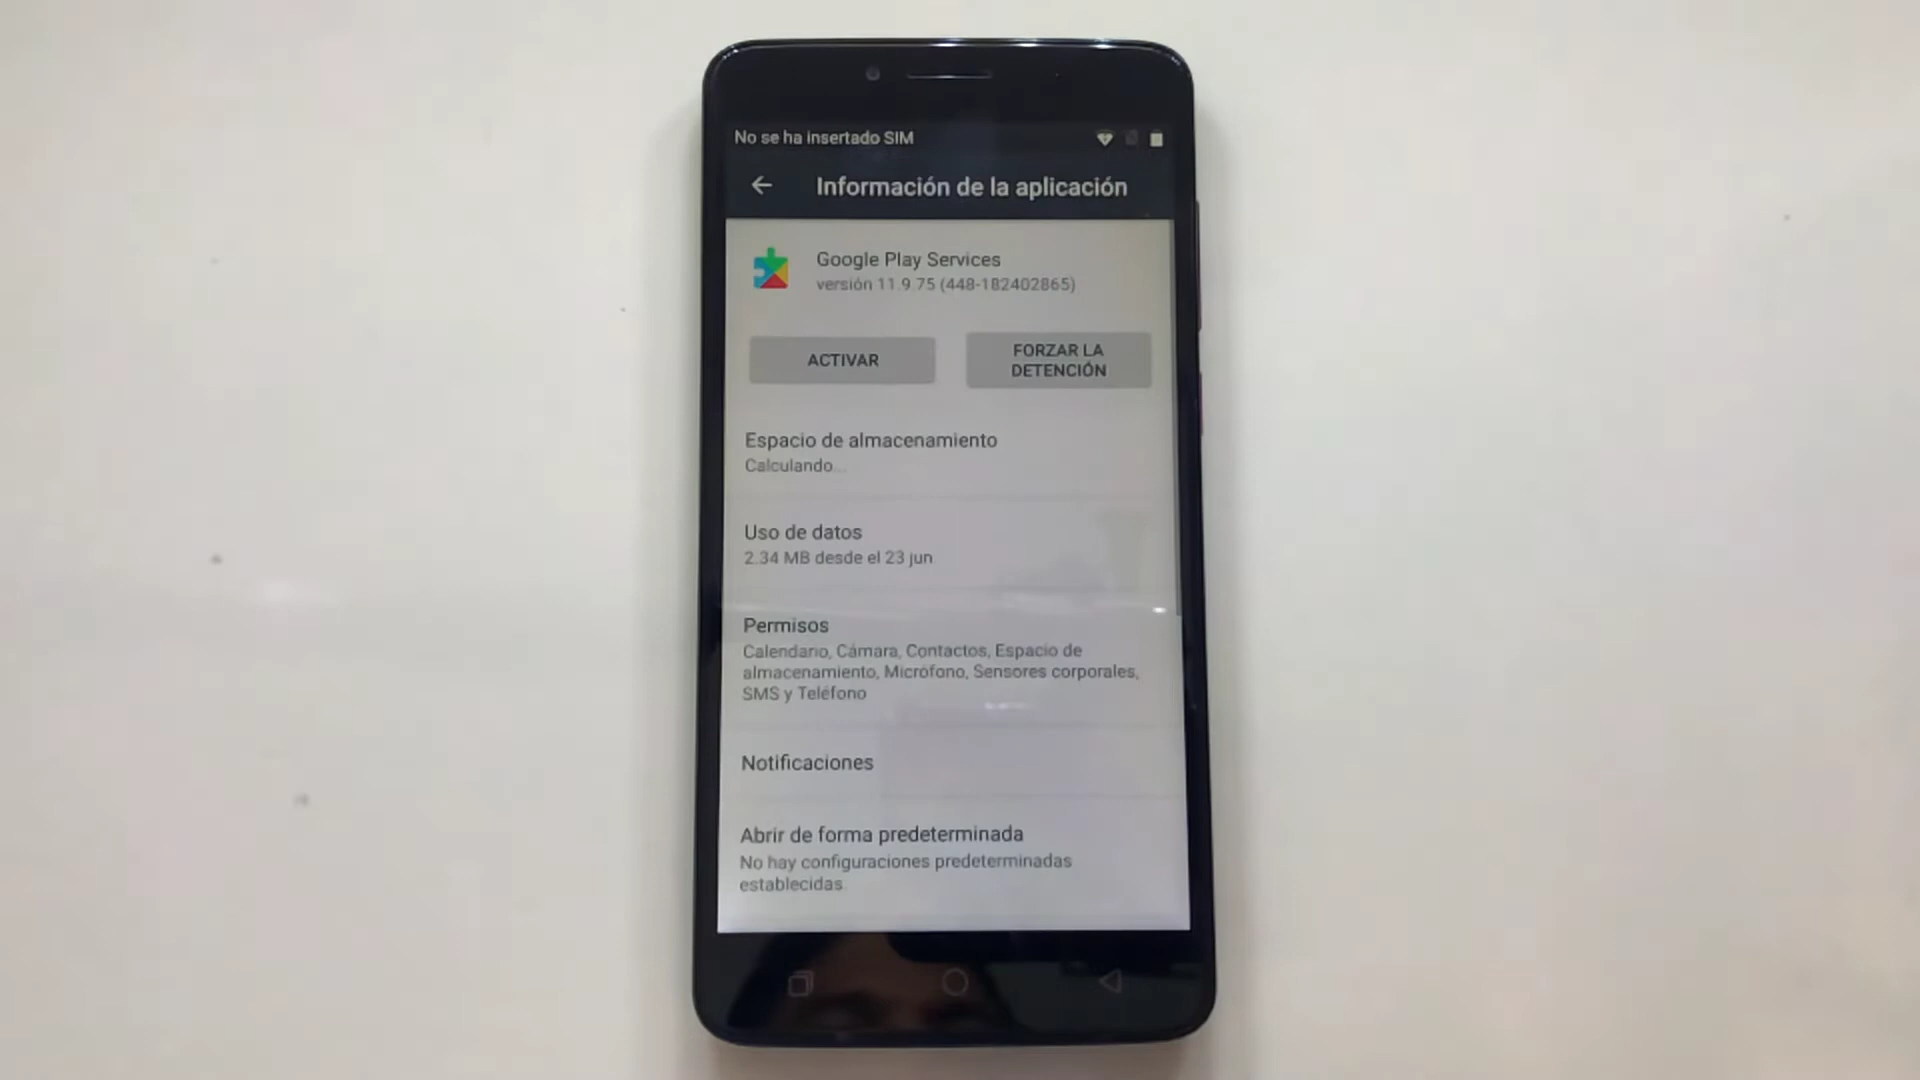 No se ha insertado SIM
Información de la aplicación
Google Play Services
versión 11.9.75 (448-182402865)
ACTIVAR
FORZAR LA
DETENCIÓN
Espacio de almacenamiento
Calculando...
Uso de datos
2.34 MB desde el 23 jun.
Permisos
Calendario, Cámara, Contactos, Espacio de
almacenamiento, Micrófono, Sensores corporales,
SMS y Teléfono
Notificaciones
Abrir de forma predeterminada
No hay configuraciones predeterminadas
establecidas